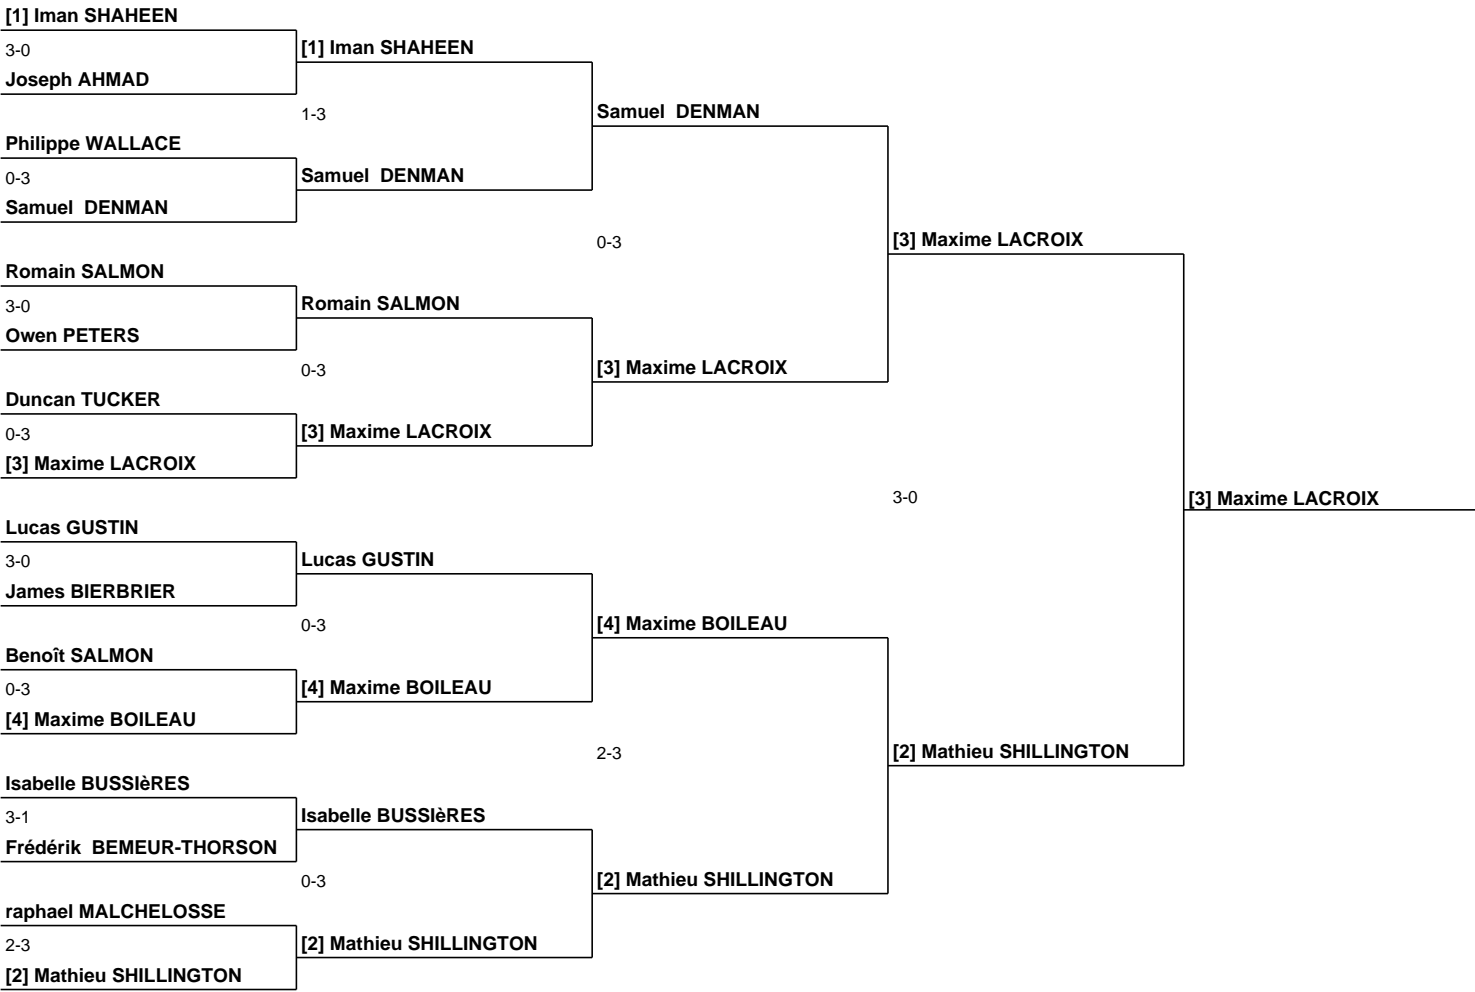 [1] Iman SHAHEEN
3-0
[1] Iman SHAHEEN
Joseph AHMAD
1-3
Samuel  DENMAN
Philippe WALLACE
0-3
Samuel  DENMAN
Samuel  DENMAN
0-3
[3] Maxime LACROIX
Romain SALMON
3-0
Romain SALMON
Owen PETERS
0-3
[3] Maxime LACROIX
Duncan TUCKER
0-3
[3] Maxime LACROIX
[3] Maxime LACROIX
3-0
[3] Maxime LACROIX
Lucas GUSTIN
3-0
Lucas GUSTIN
James BIERBRIER
0-3
[4] Maxime BOILEAU
Benoît SALMON
0-3
[4] Maxime BOILEAU
[4] Maxime BOILEAU
2-3
[2] Mathieu SHILLINGTON
Isabelle BUSSIèRES
3-1
Isabelle BUSSIèRES
Frédérik  BEMEUR-THORSON
0-3
[2] Mathieu SHILLINGTON
raphael MALCHELOSSE
2-3
[2] Mathieu SHILLINGTON
[2] Mathieu SHILLINGTON